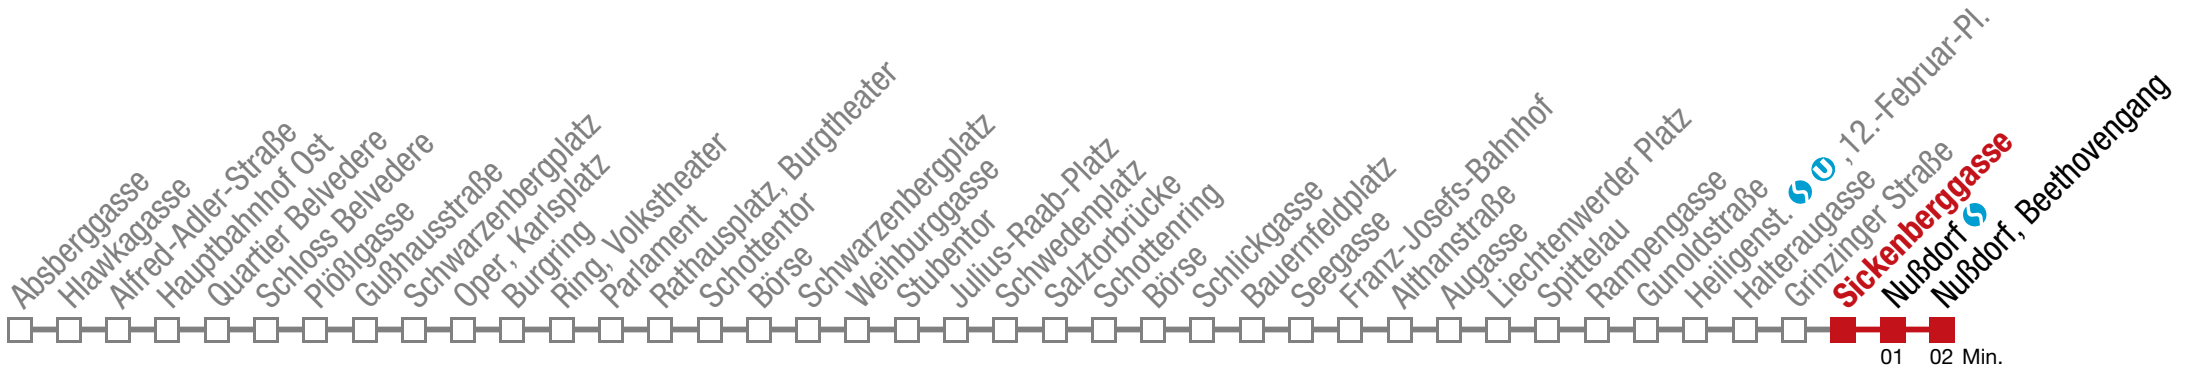 Absberggasse
Hlawkagasse
Alfred-Adler-Straße
Hauptbahnhof Ost
Quartier Belvedere
Schloss Belvedere
Plößlgasse
Gußhausstraße
Schwarzenbergplatz
Oper, Karlsplatz
Burgring
Ring, Volkstheater
Parlament
Rathausplatz, Burgtheater
Schottentor
Börse
Schwarzenbergplatz
Weihburggasse
Stubentor
Julius-Raab-Platz
Schwedenplatz
Salztorbrücke
Schottenring
Börse
Schlickgasse
Bauernfeldplatz
Seegasse
Franz-Josefs-Bahnhof
Althanstraße
Augasse
Liechtenwerder Platz
Spittelau
Rampengasse
Gunoldstraße
Heiligenst. S U , 12.-Februar-Pl.
Halteraugasse
Grinzinger Straße
Sickenberggasse
Nußdorf S
Nußdorf, Beethovengang
01 02 Min.